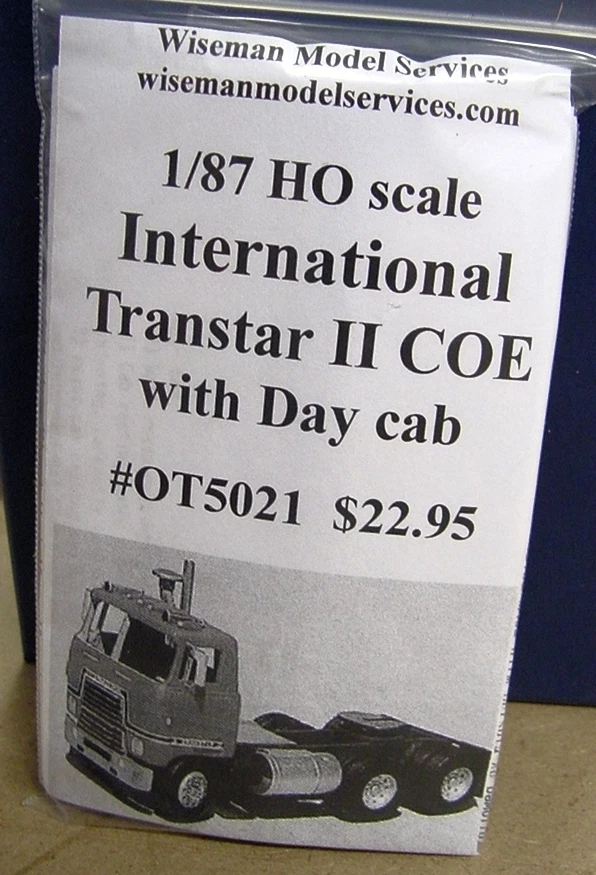 Wiseman Model Services
wisemanmodelservices.com
1/87 HO scale
International
Transtar II COE
with Day cab
#OT5021 $22.95